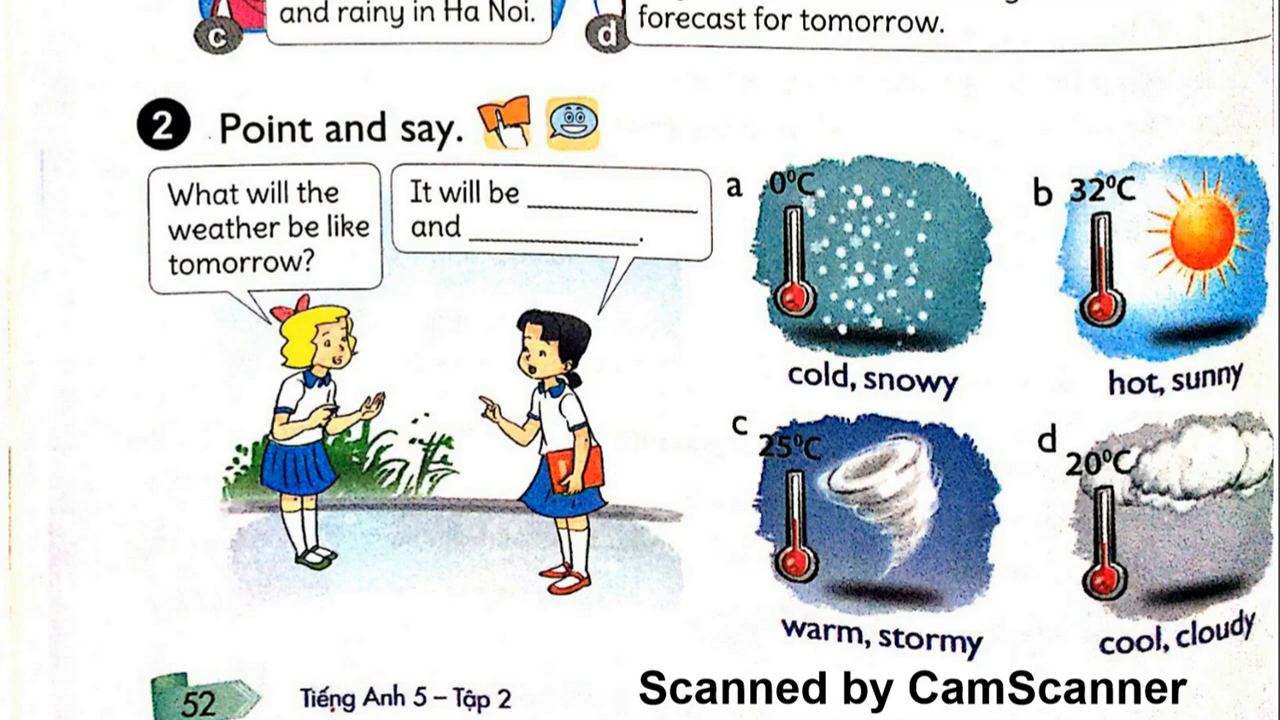 and rainy in Ha Noi.
c
forecast for tomorrow.
d
2 Point and say.
What will the
weather be like
tomorrow?
It will be ____________
and ____________.
a 0°C
cold, snowy
b 32°C
hot, sunny
c 25°C
warm, stormy
d 20°C
cool, cloudy
52 Tiếng Anh 5 – Tập 2
Scanned by CamScanner